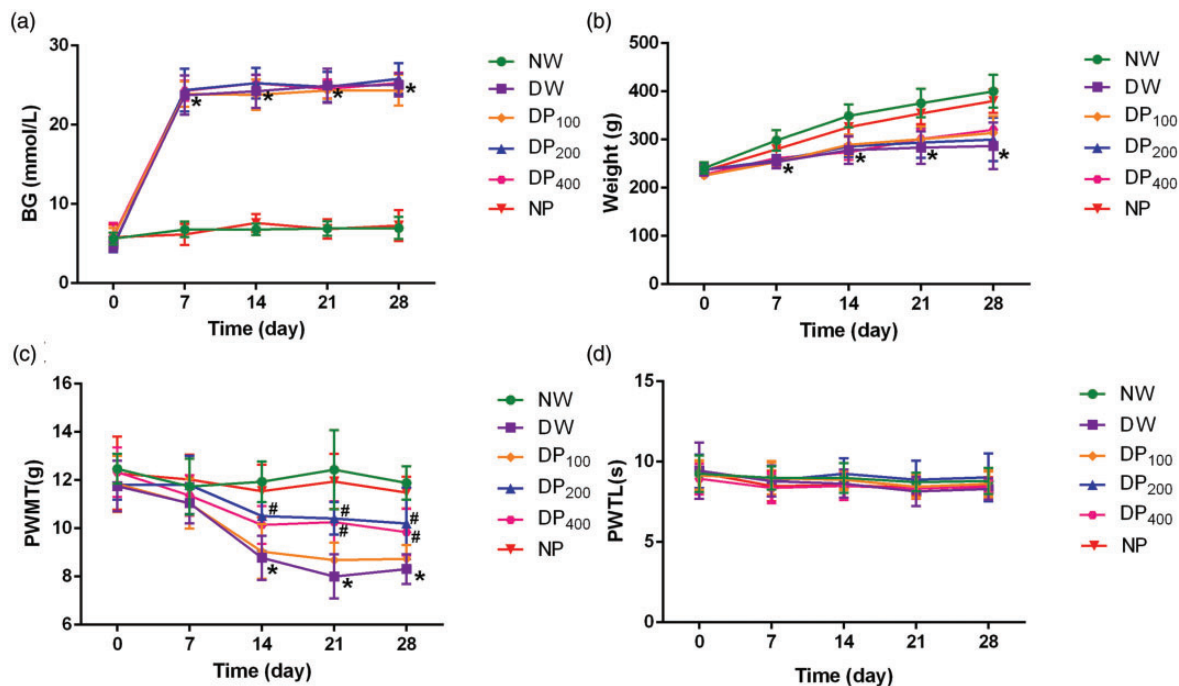 (a)
BG (mmol/L)
30
20
10
0
0 7 14 21 28
Time (day)
* * * *
NW
DW
DP100
DP200
DP400
NP
(b)
Weight (g)
500
400
300
200
100
0
0 7 14 21 28
Time (day)
* * * *
NW
DW
DP100
DP200
DP400
NP
(c)
PWMT(g)
16
14
12
10
8
6
0 7 14 21 28
Time (day)
# # #
# #
* * *
NW
DW
DP100
DP200
DP400
NP
(d)
PWTL(s)
15
10
5
0
0 7 14 21 28
Time (day)
NW
DW
DP100
DP200
DP400
NP